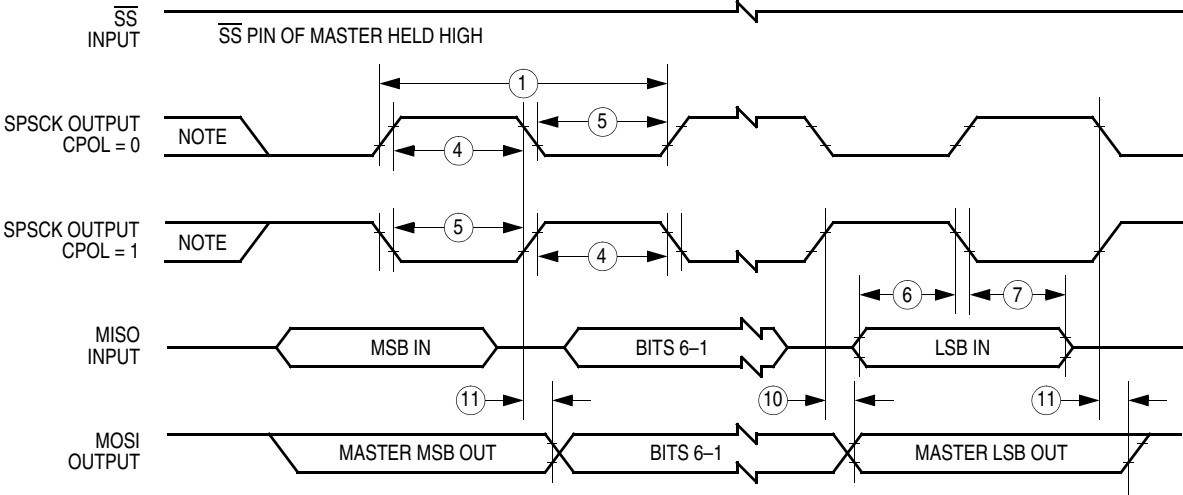 SS
INPUT
SS PIN OF MASTER HELD HIGH
1
SPSCK OUTPUT
CPOL = 0
NOTE
5
4
SPSCK OUTPUT
CPOL = 1
NOTE
5
4
6
7
MISO
INPUT
MSB IN
BITS 6–1
LSB IN
11
10
11
MOSI
OUTPUT
MASTER MSB OUT
BITS 6–1
MASTER LSB OUT